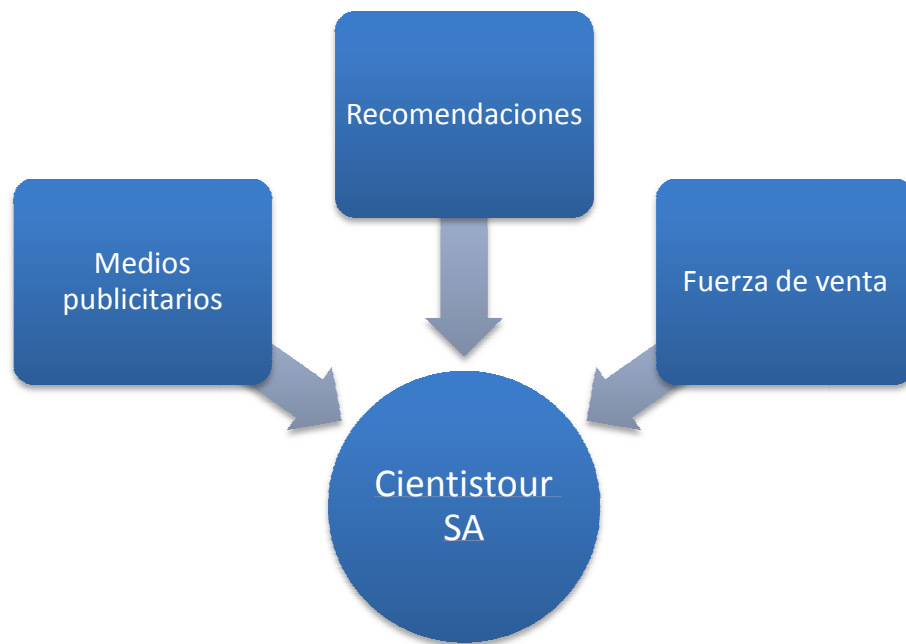 Recomendaciones
Medios
publicitarios
Fuerza de venta
Cientistour
SA